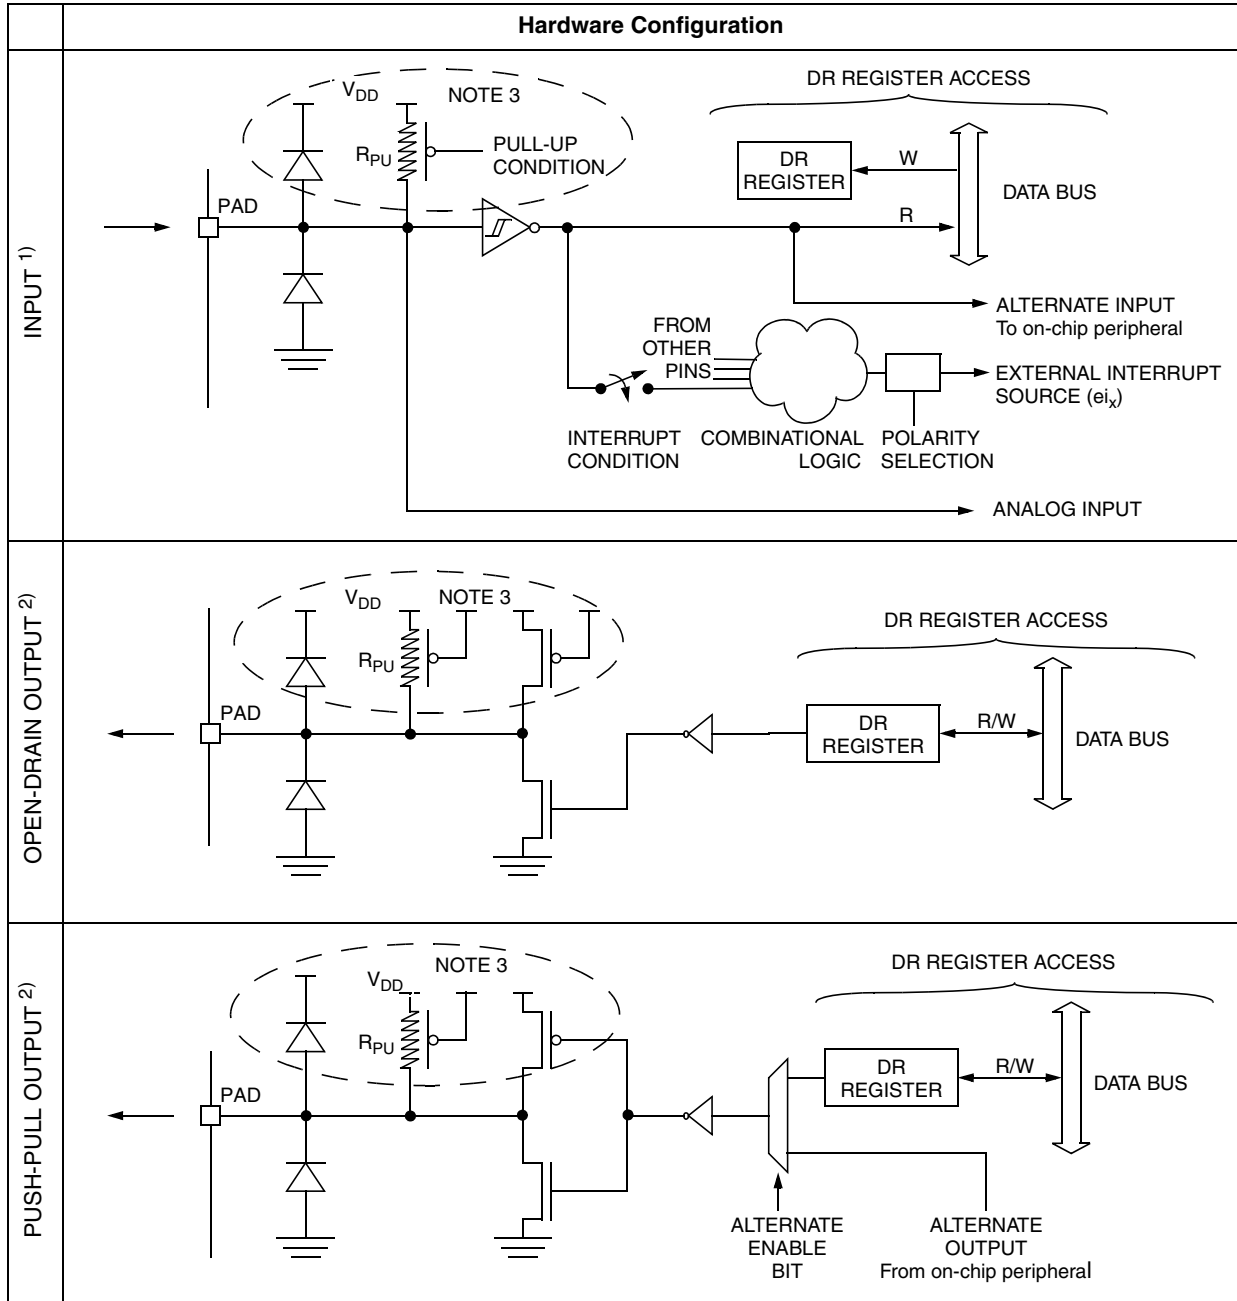 Hardware Configuration
INPUT 1)
VDD
NOTE 3
RPU
PULL-UP
CONDITION
PAD
DR REGISTER ACCESS
DR
REGISTER
W
R
DATA BUS
ALTERNATE INPUT
To on-chip peripheral
FROM
OTHER
PINS
EXTERNAL INTERRUPT
SOURCE (eix)
INTERRUPT
CONDITION
COMBINATIONAL
LOGIC
POLARITY
SELECTION
ANALOG INPUT
OPEN-DRAIN OUTPUT 2)
VDD
NOTE 3
RPU
PAD
DR REGISTER ACCESS
DR
REGISTER
R/W
DATA BUS
PUSH-PULL OUTPUT 2)
VDD
NOTE 3
RPU
PAD
DR REGISTER ACCESS
DR
REGISTER
R/W
DATA BUS
ALTERNATE
ENABLE
BIT
ALTERNATE
OUTPUT
From on-chip peripheral